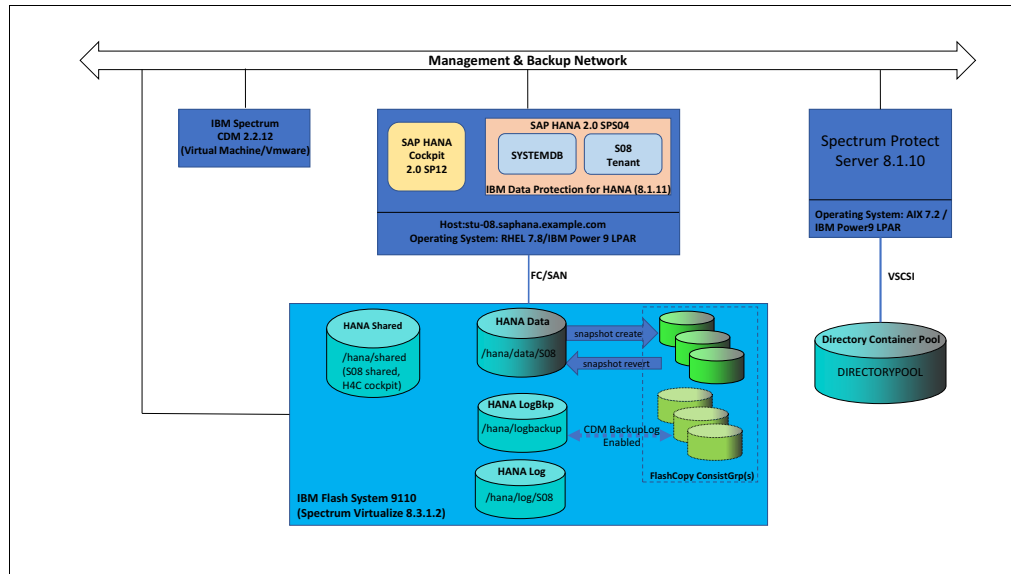 Management & Backup Network
IBM Spectrum
CDM 2.2.12
(Virtual Machine/Vmware)
SAP HANA
Cockpit
2.0 SP12
SAP HANA 2.0 SPS04
SYSTEMDB
S08
Tenant
IBM Data Protection for HANA (8.1.11)
Host:stu-08.saphana.example.com
Operating System: RHEL 7.8/IBM Power 9 LPAR
Spectrum Protect
Server 8.1.10
Operating System: AIX 7.2 /
IBM Power9 LPAR
FC/SAN
VSCSI
HANA Shared
/hana/shared
(S08 shared,
H4C cockpit)
HANA Data
/hana/data/S08
snapshot create
snapshot revert
HANA LogBkp
/hana/logbackup
CDM BackupLog
Enabled
FlashCopy ConsistGrp(s)
HANA Log
/hana/log/S08
IBM Flash System 9110
(Spectrum Virtualize 8.3.1.2)
Directory Container Pool
DIRECTORYPOOL